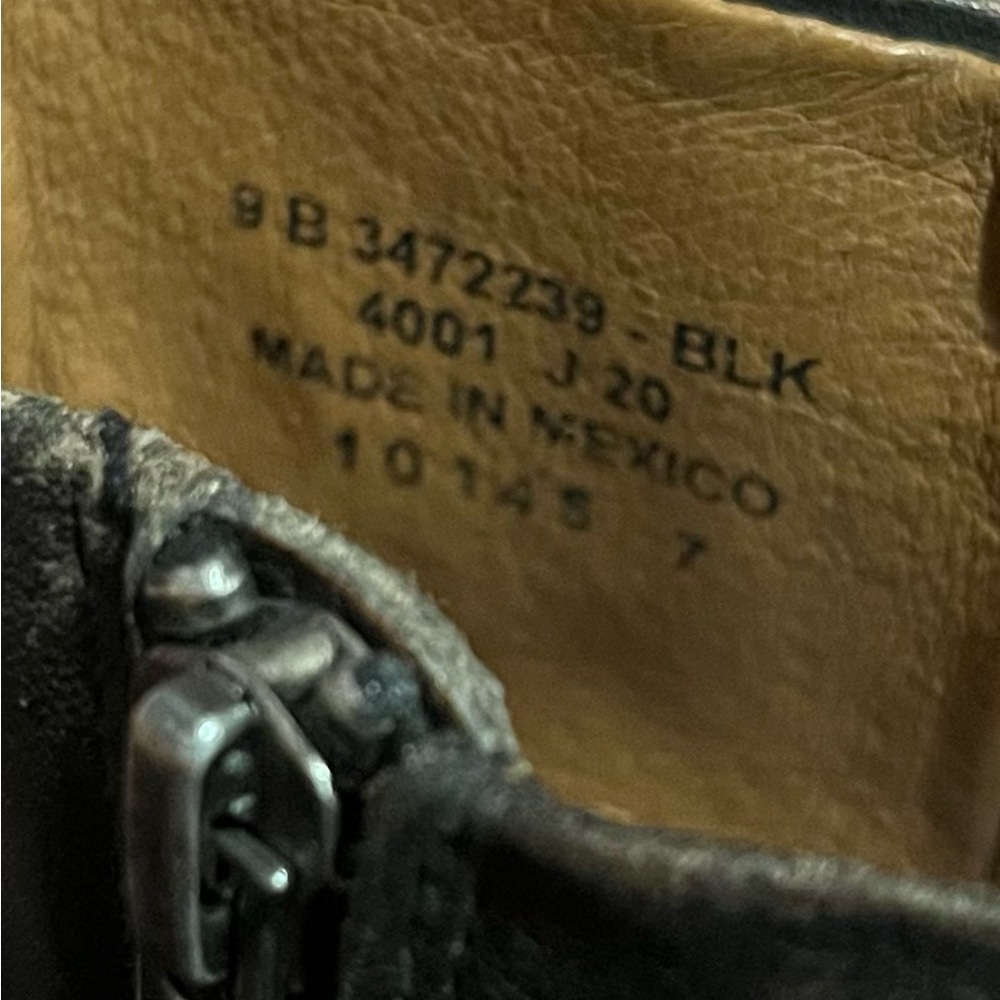 9 B 3472239 - BLK
4001 J 20
MADE IN MEXICO
10145 7